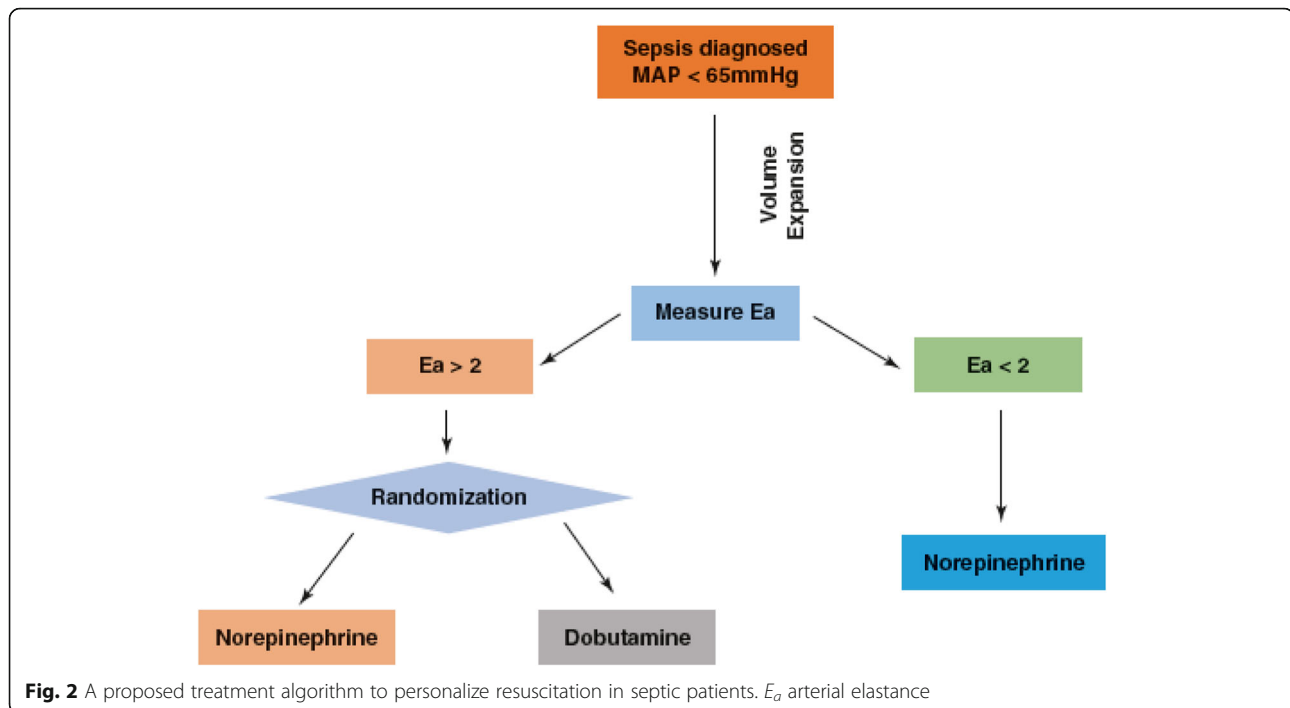 Sepsis diagnosed
MAP < 65mmHg
Volume
Expansion
Measure Ea
Ea > 2
Ea < 2
Randomization
Norepinephrine
Norepinephrine
Dobutamine
Fig. 2 A proposed treatment algorithm to personalize resuscitation in septic patients. Ea arterial elastance